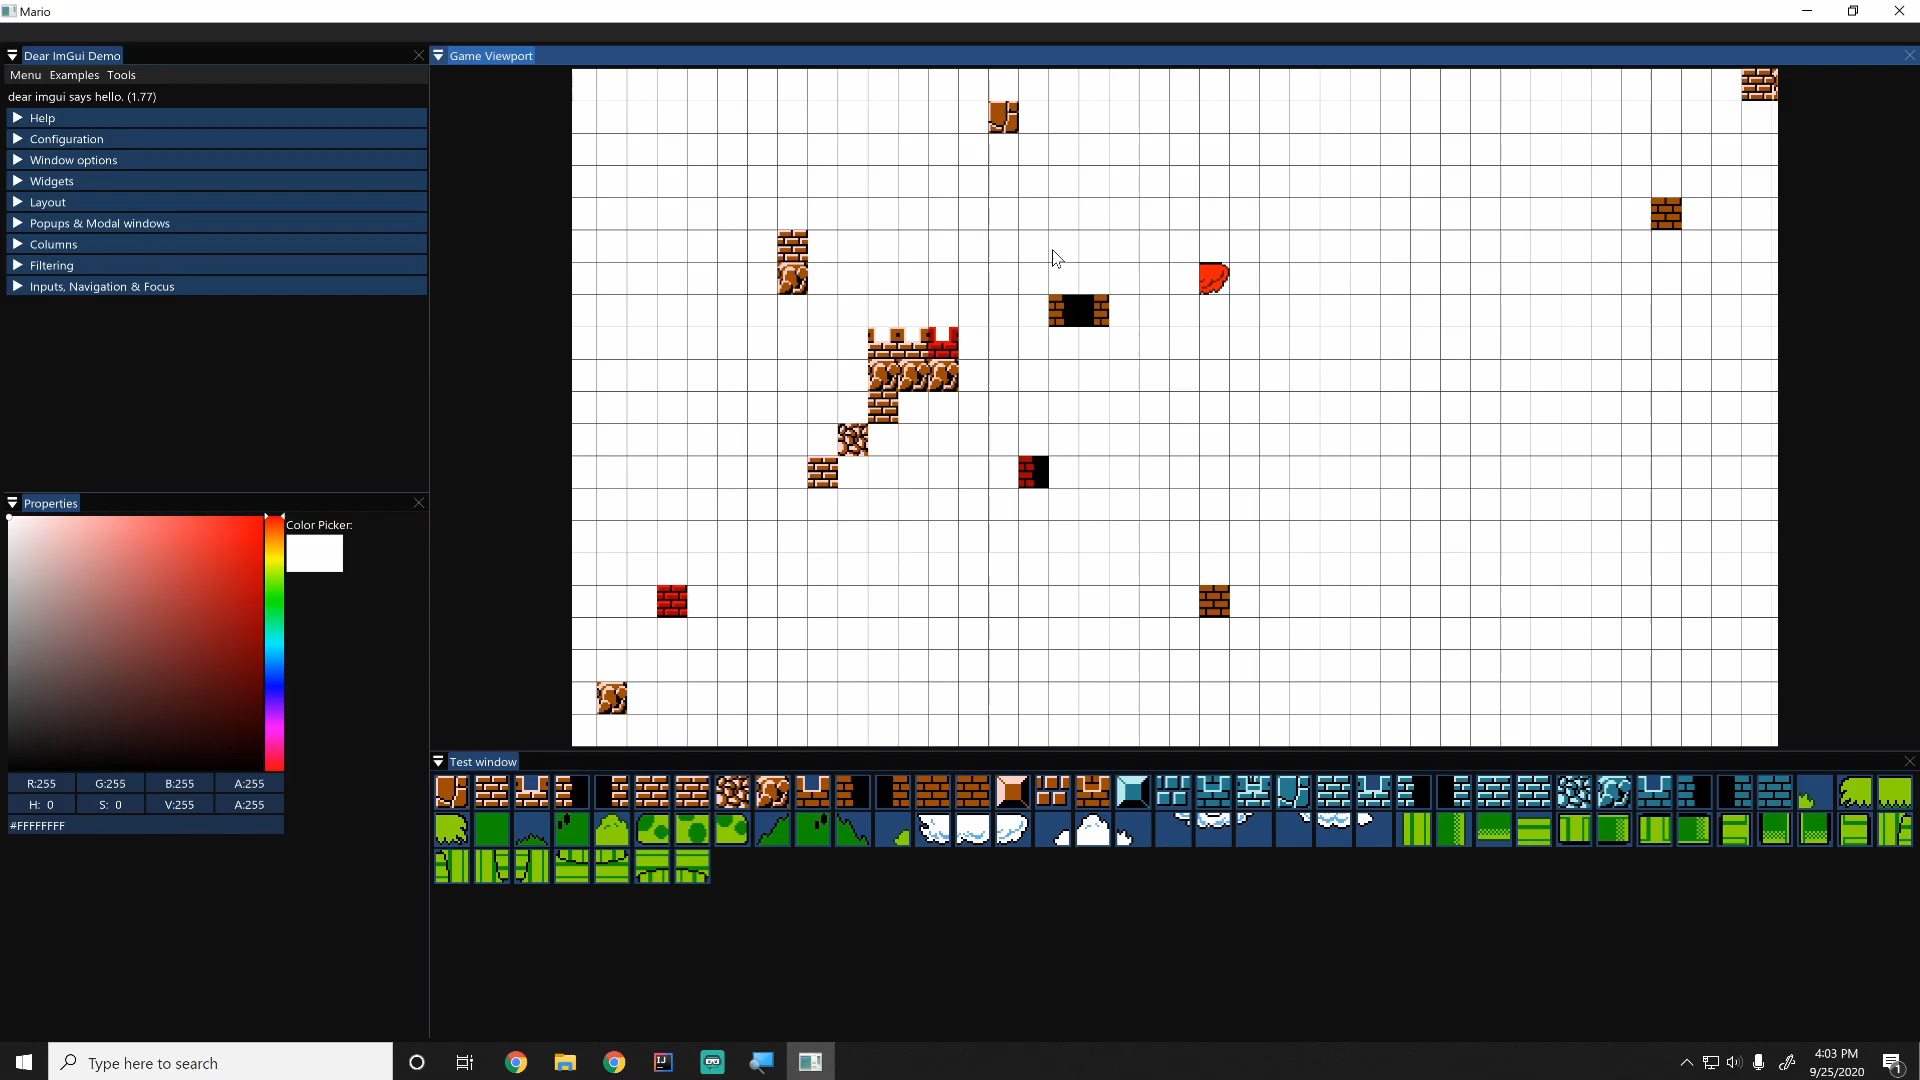 Mario
Dear ImGui Demo
Menu Examples Tools
dear imgui says hello. (1.77)
Help
Configuration
Window options
Widgets
Layout
Popups & Modal windows
Columns
Filtering
Inputs, Navigation & Focus
Properties
Color Picker:
R:255 G:255 B:255 A:255
H: 0 S: 0 V:255 A:255
#FFFFFFFF
Game Viewport
Test window
Type here to search
4:03 PM
9/25/2020
1